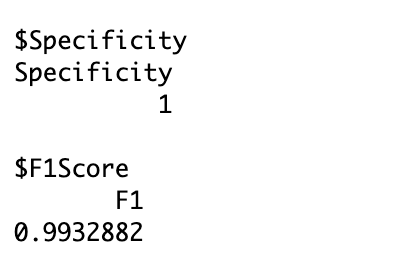 $Specificity
Specificity
          1
$F1Score
       F1
0.9932882